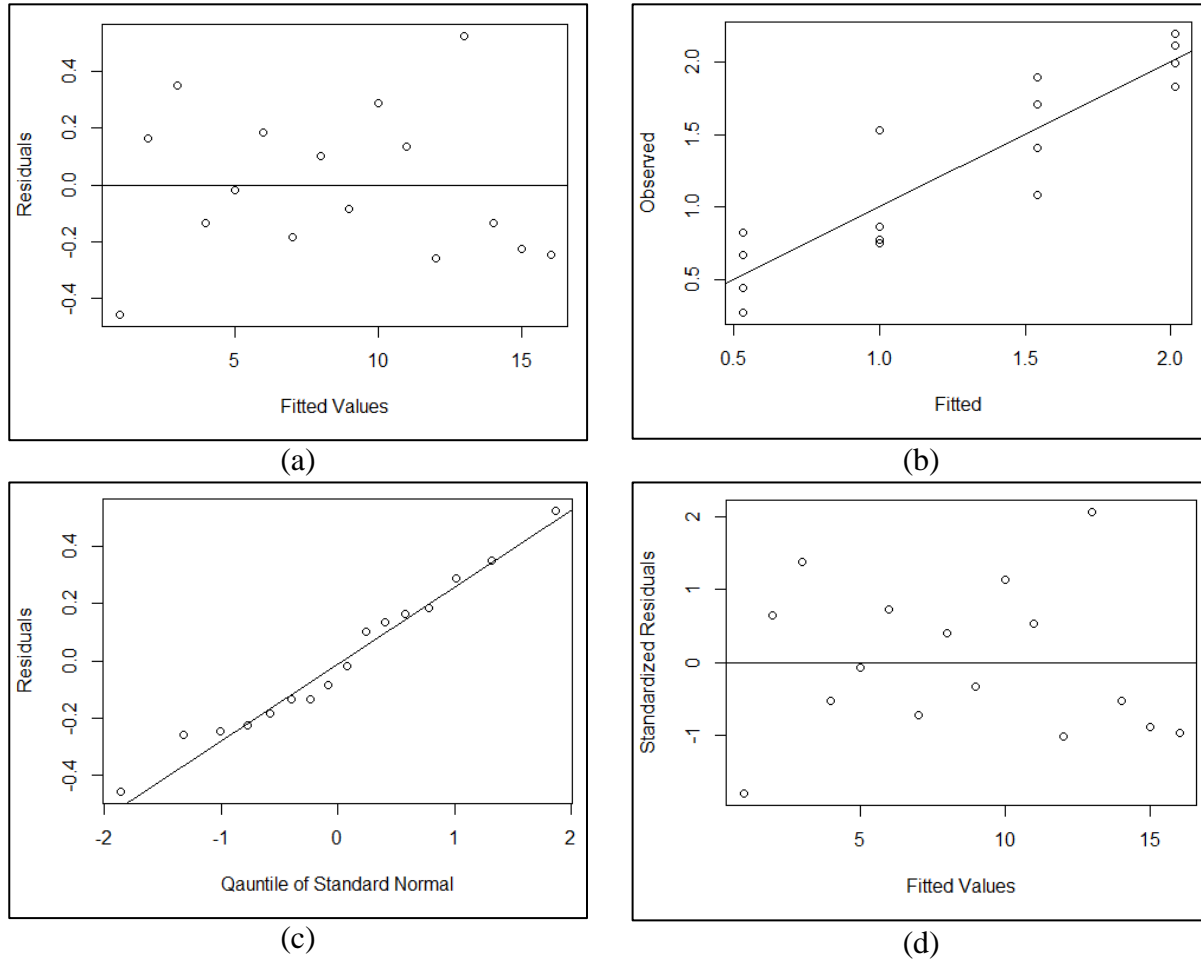 Residuals
0.4
0.2
0.0
-0.2
-0.4
5 10 15
Fitted Values
(a)
Observed
2.0
1.5
1.0
0.5
0.5 1.0 1.5 2.0
Fitted
(b)
Residuals
0.4
0.2
0.0
-0.2
-0.4
-2 -1 0 1 2
Qauntile of Standard Normal
(c)
Standardized Residuals
2
1
0
-1
5 10 15
Fitted Values
(d)